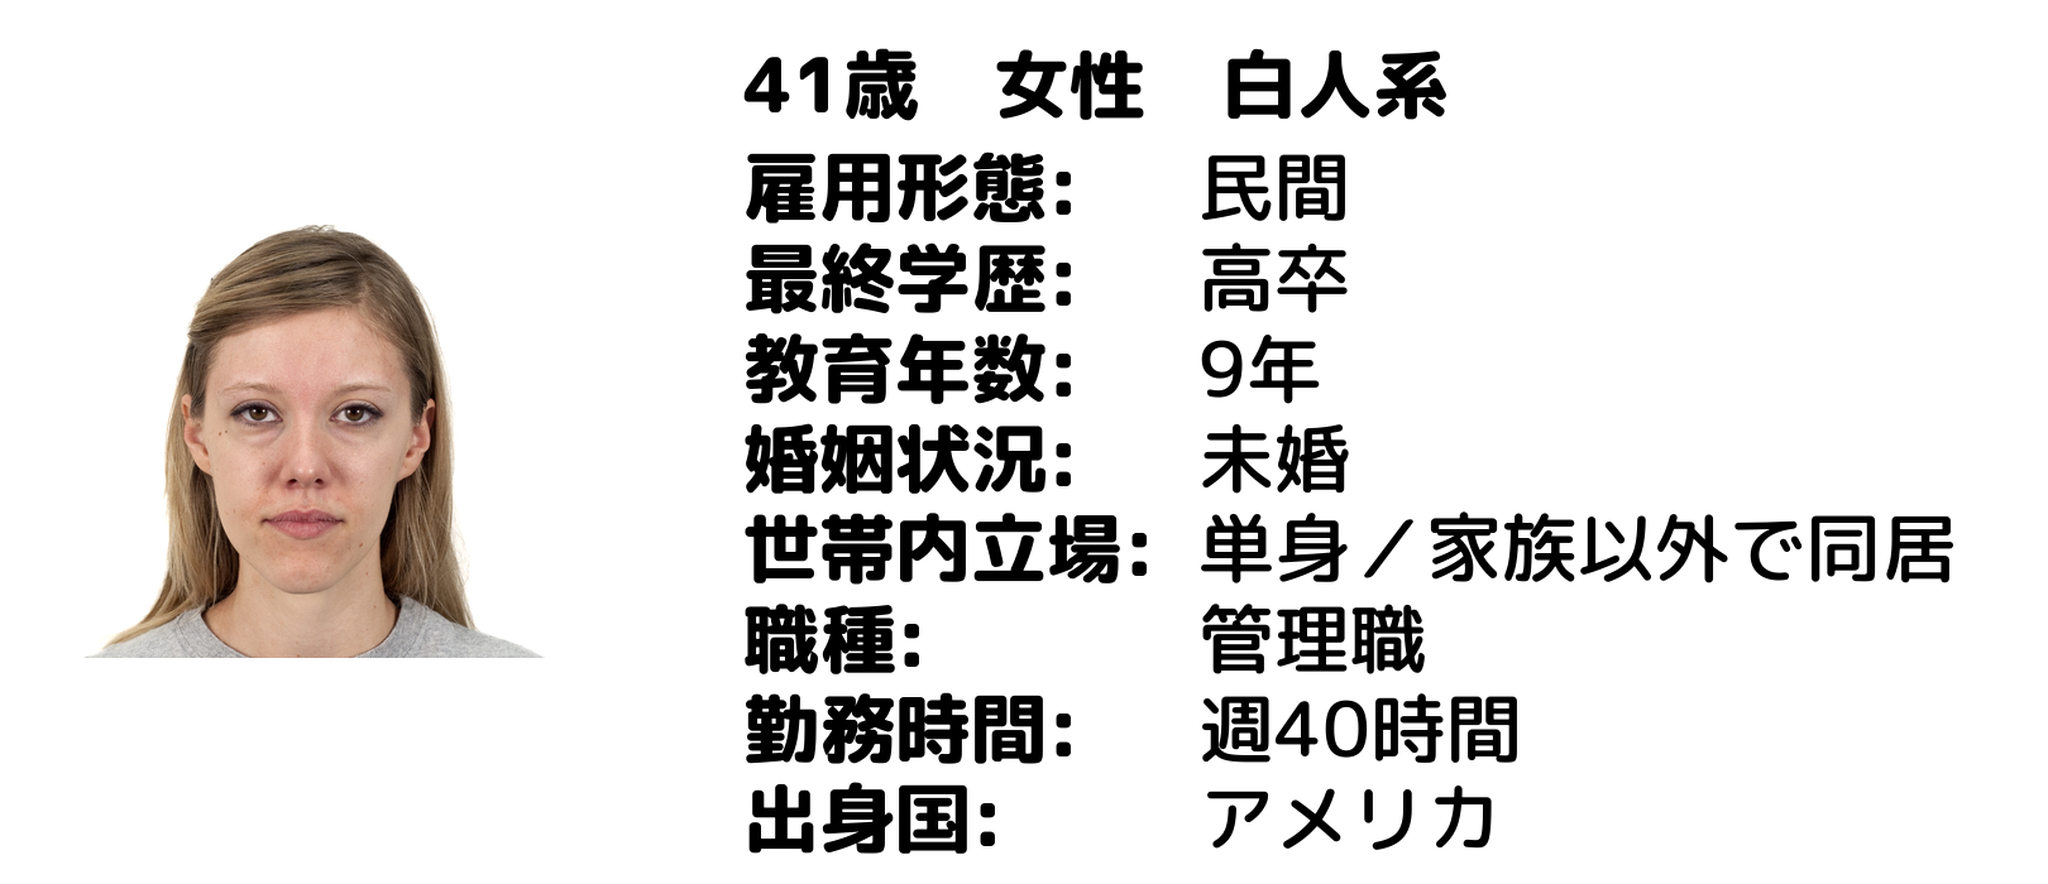 41歳　女性　白人系
雇用形態: 民間
最終学歴: 高卒
教育年数: 9年
婚姻状況: 未婚
世帯内立場: 単身／家族以外で同居
職種: 管理職
勤務時間: 週40時間
出身国: アメリカ